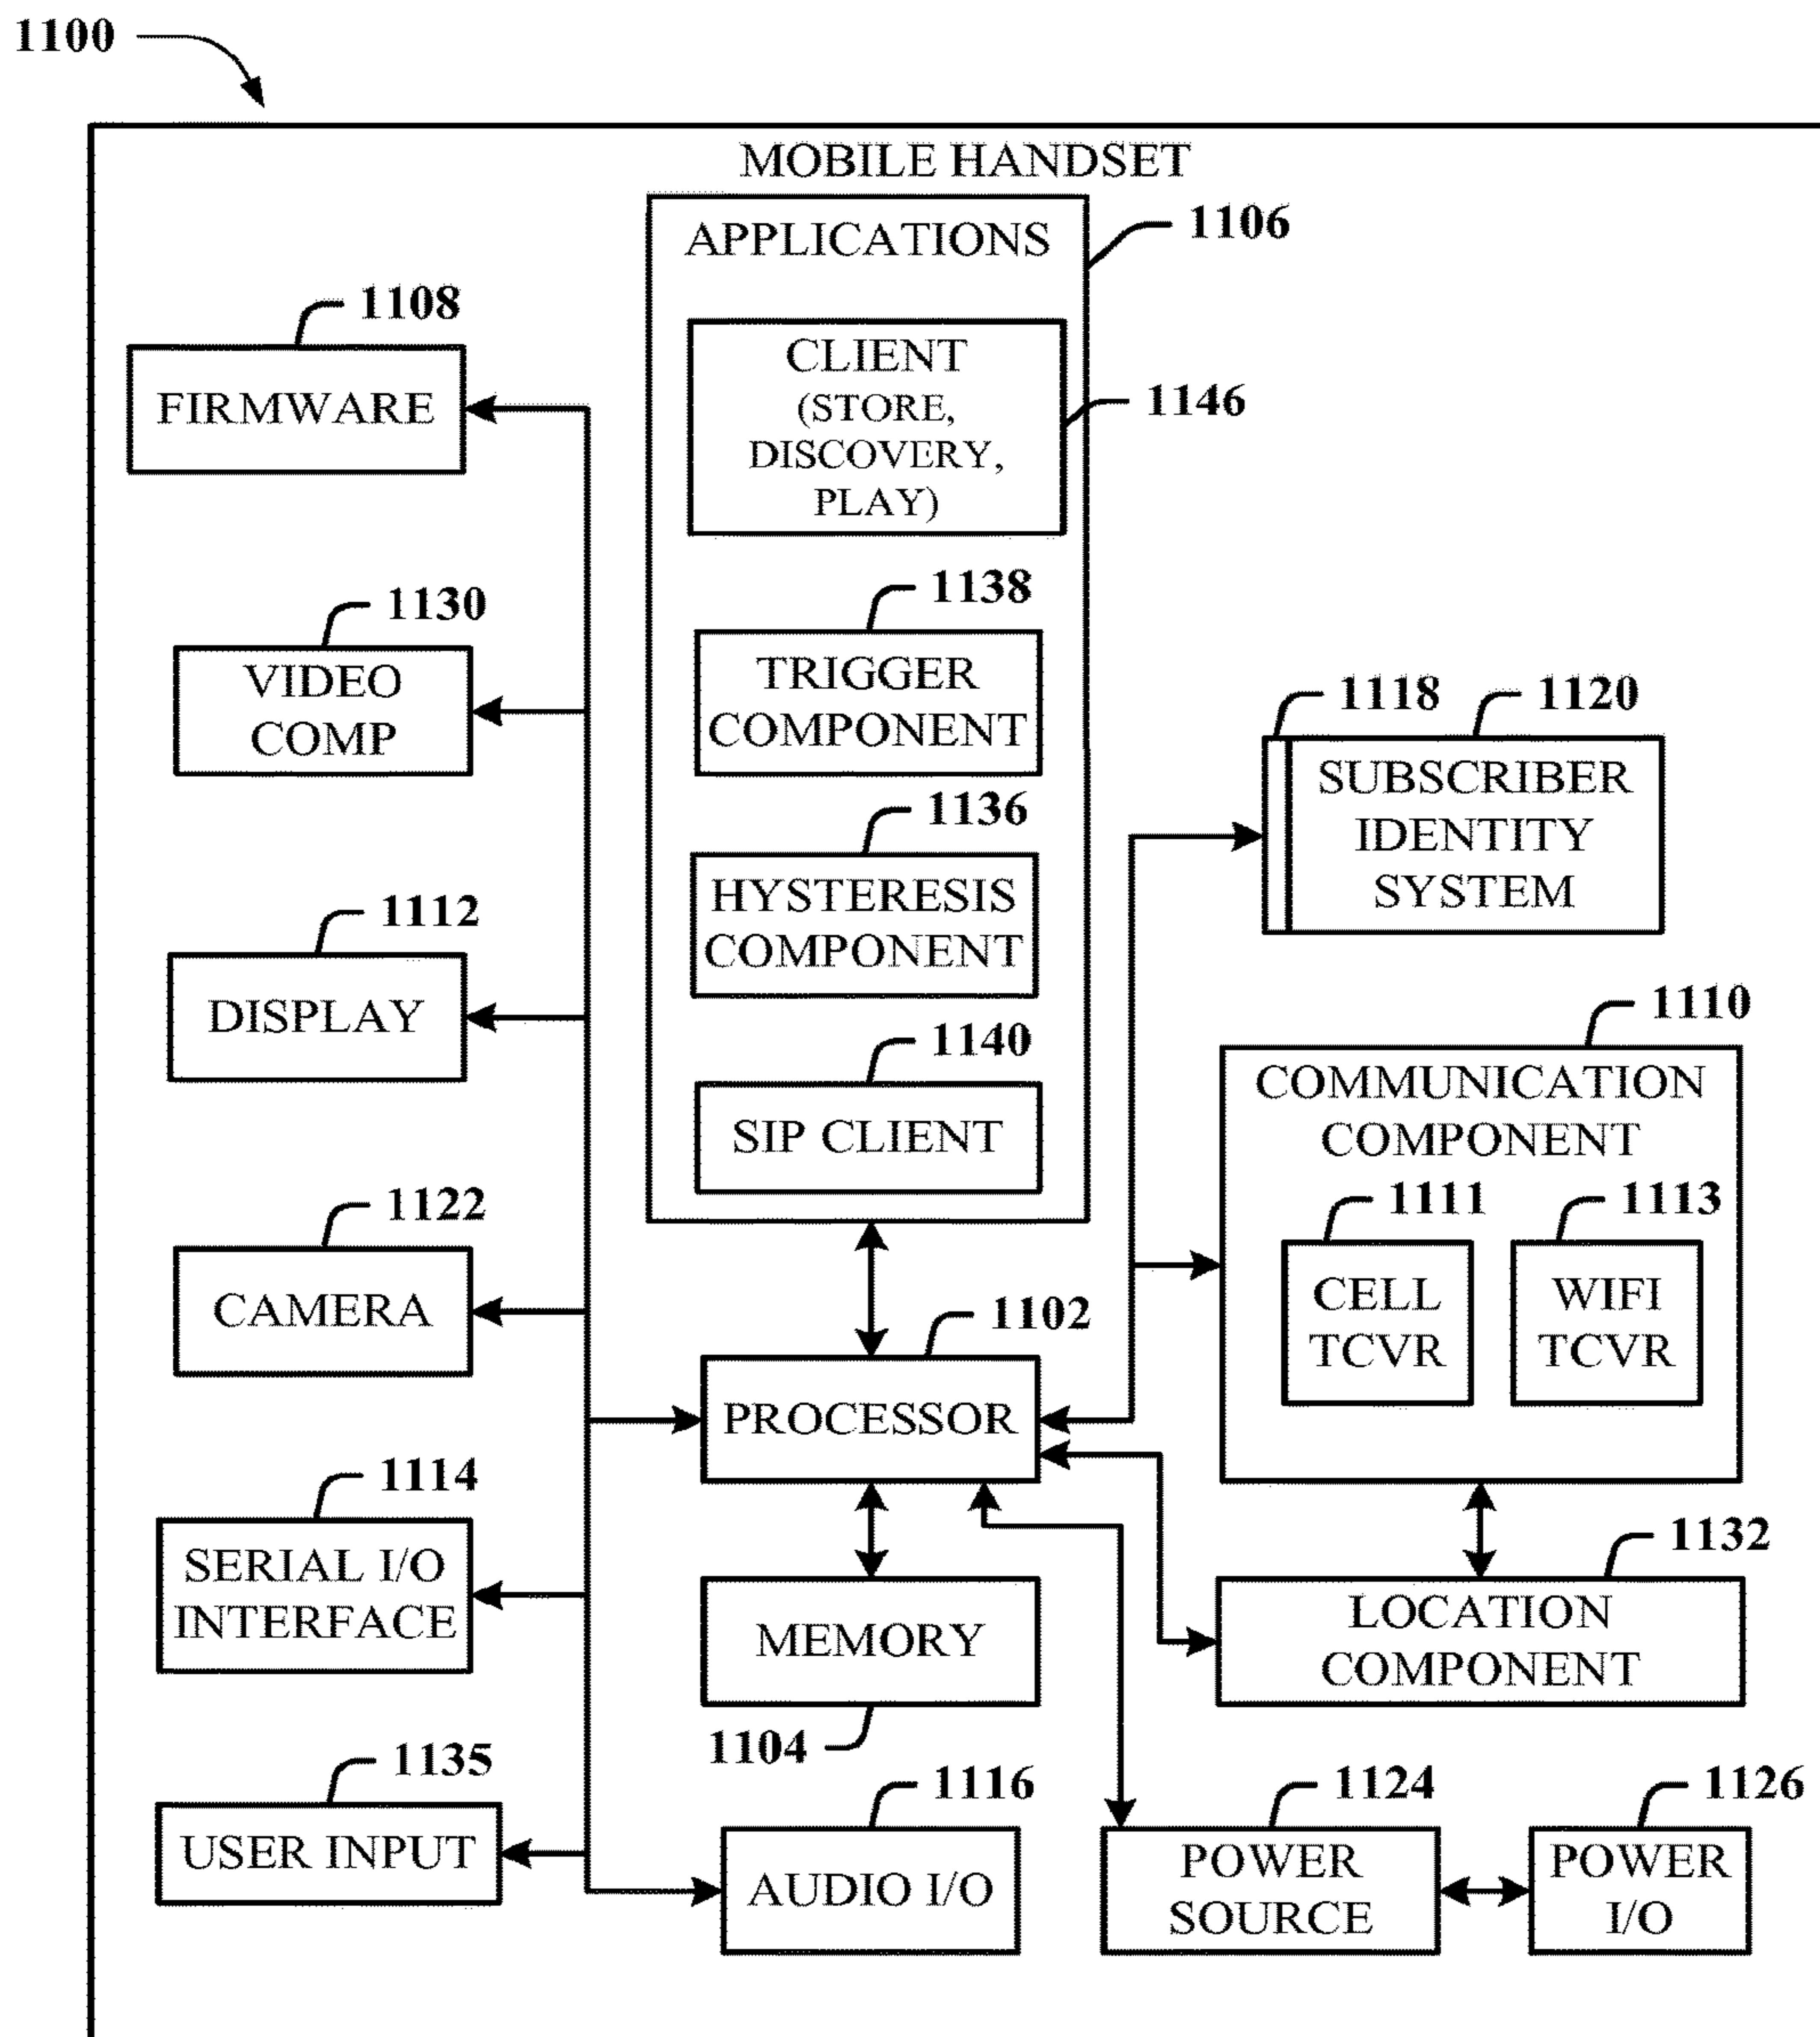 1100
MOBILE HANDSET
APPLICATIONS
1106
1108
FIRMWARE
CLIENT
(STORE,
DISCOVERY,
PLAY)
1146
1130
VIDEO
COMP
1138
TRIGGER
COMPONENT
1118
1120
SUBSCRIBER
IDENTITY
SYSTEM
1136
HYSTERESIS
COMPONENT
1112
DISPLAY
1110
COMMUNICATION
COMPONENT
1140
SIP CLIENT
1122
CAMERA
1111
CELL
TCVR
1113
WIFI
TCVR
1102
PROCESSOR
1114
SERIAL I/O
INTERFACE
MEMORY
1104
1132
LOCATION
COMPONENT
1135
USER INPUT
1116
AUDIO I/O
1124
POWER
SOURCE
1126
POWER
I/O